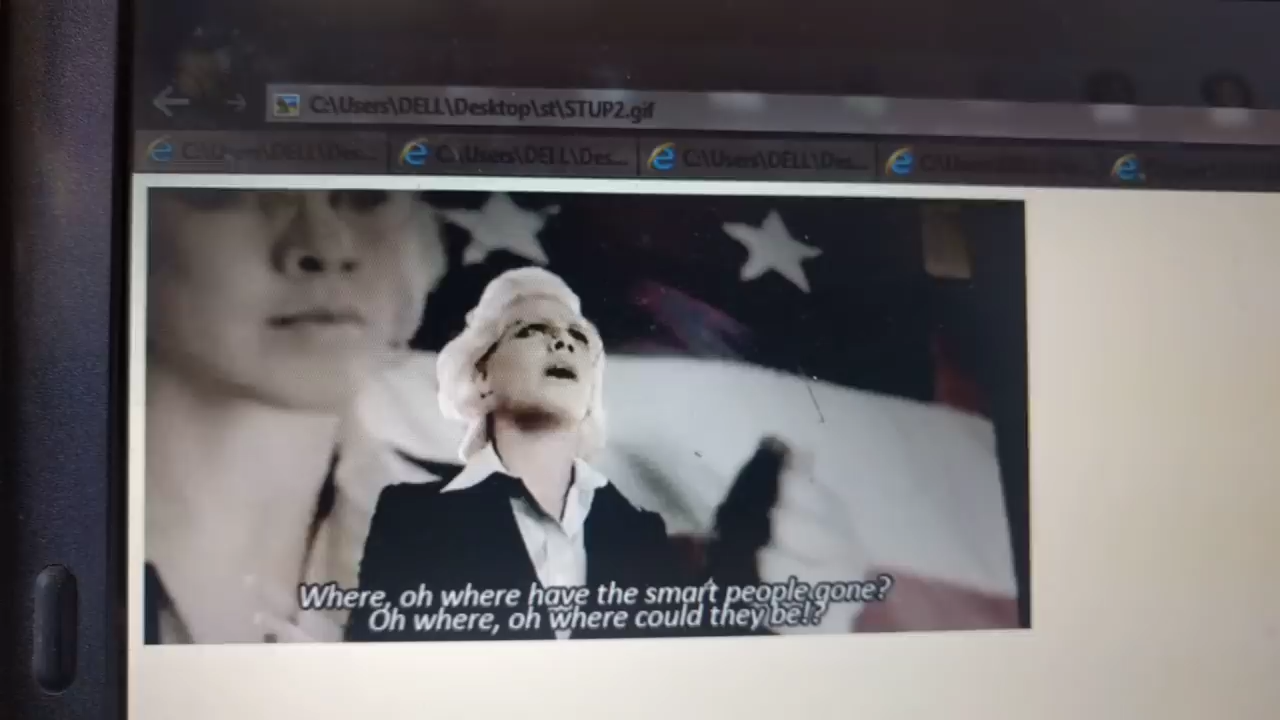 C:\Users\DELL\Desktop\st\STUP2.gif
C:\Users\DELL\Des... C:\Users\DELL\Des... C:\Users\DELL\Des...
Where, oh where have the smart people gone?
Oh where, oh where could they be!?